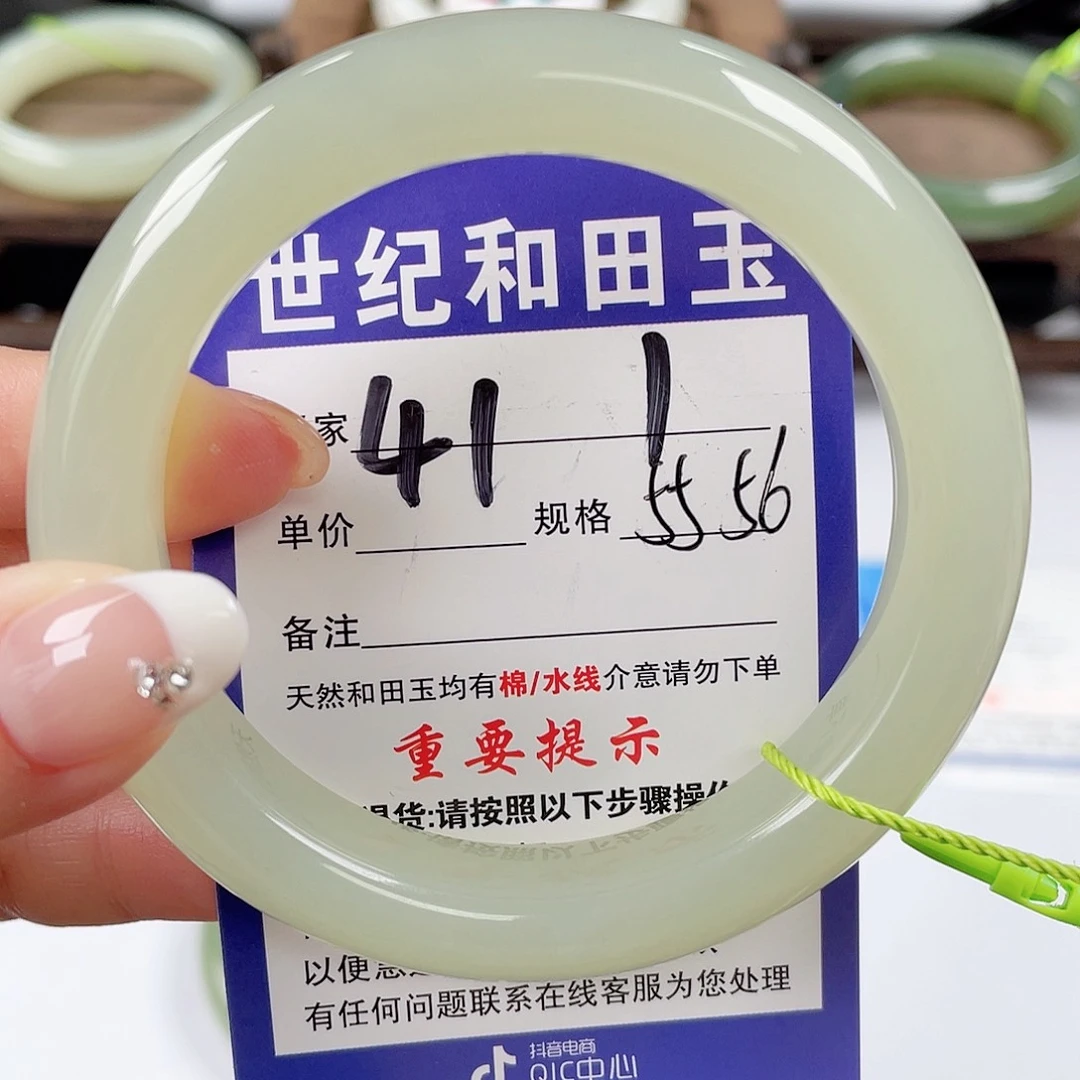 世纪和田玉
家 41 1
单价 规格 55 56
备注
天然和田玉均有棉/水线介意请勿下单
重要提示
退货:请按照以下步骤操作
以便
有任何问题联系在线客服为您处理
抖音电商
QIC中心